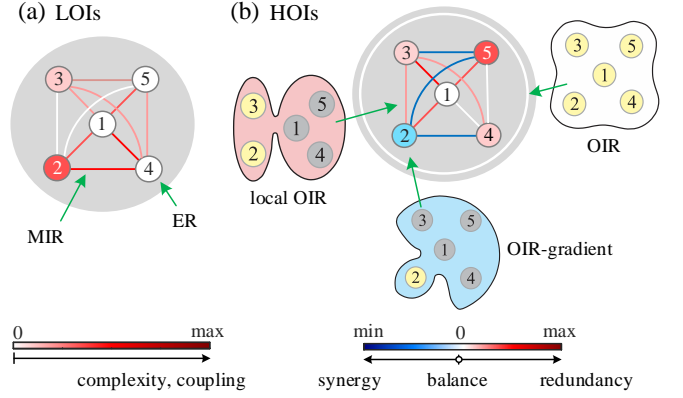 (a) LOIs
3
5
1
2
4
MIR
ER
(b) HOIs
3
5
1
2
4
local OIR
3
5
1
2
4
3
5
1
2
4
OIR
3
5
1
2
4
OIR-gradient
0 max
complexity, coupling
min 0 max
synergy balance redundancy